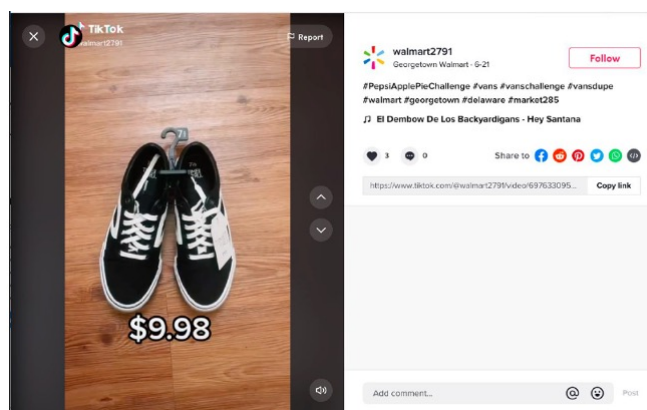 TikTok
walmart2791
Report
71
$9.98
walmart2791
Georgetown Walmart · 6-21
Follow
#PepsiApplePieChallenge #vans #vanschallenge #vansdupe
#walmart #georgetown #delaware #market285
El Dembow De Los Backyardigans - Hey Santana
3
0
Share to
https://www.tiktok.com/@walmart2791/video/697633095...
Copy link
Add comment...
Post